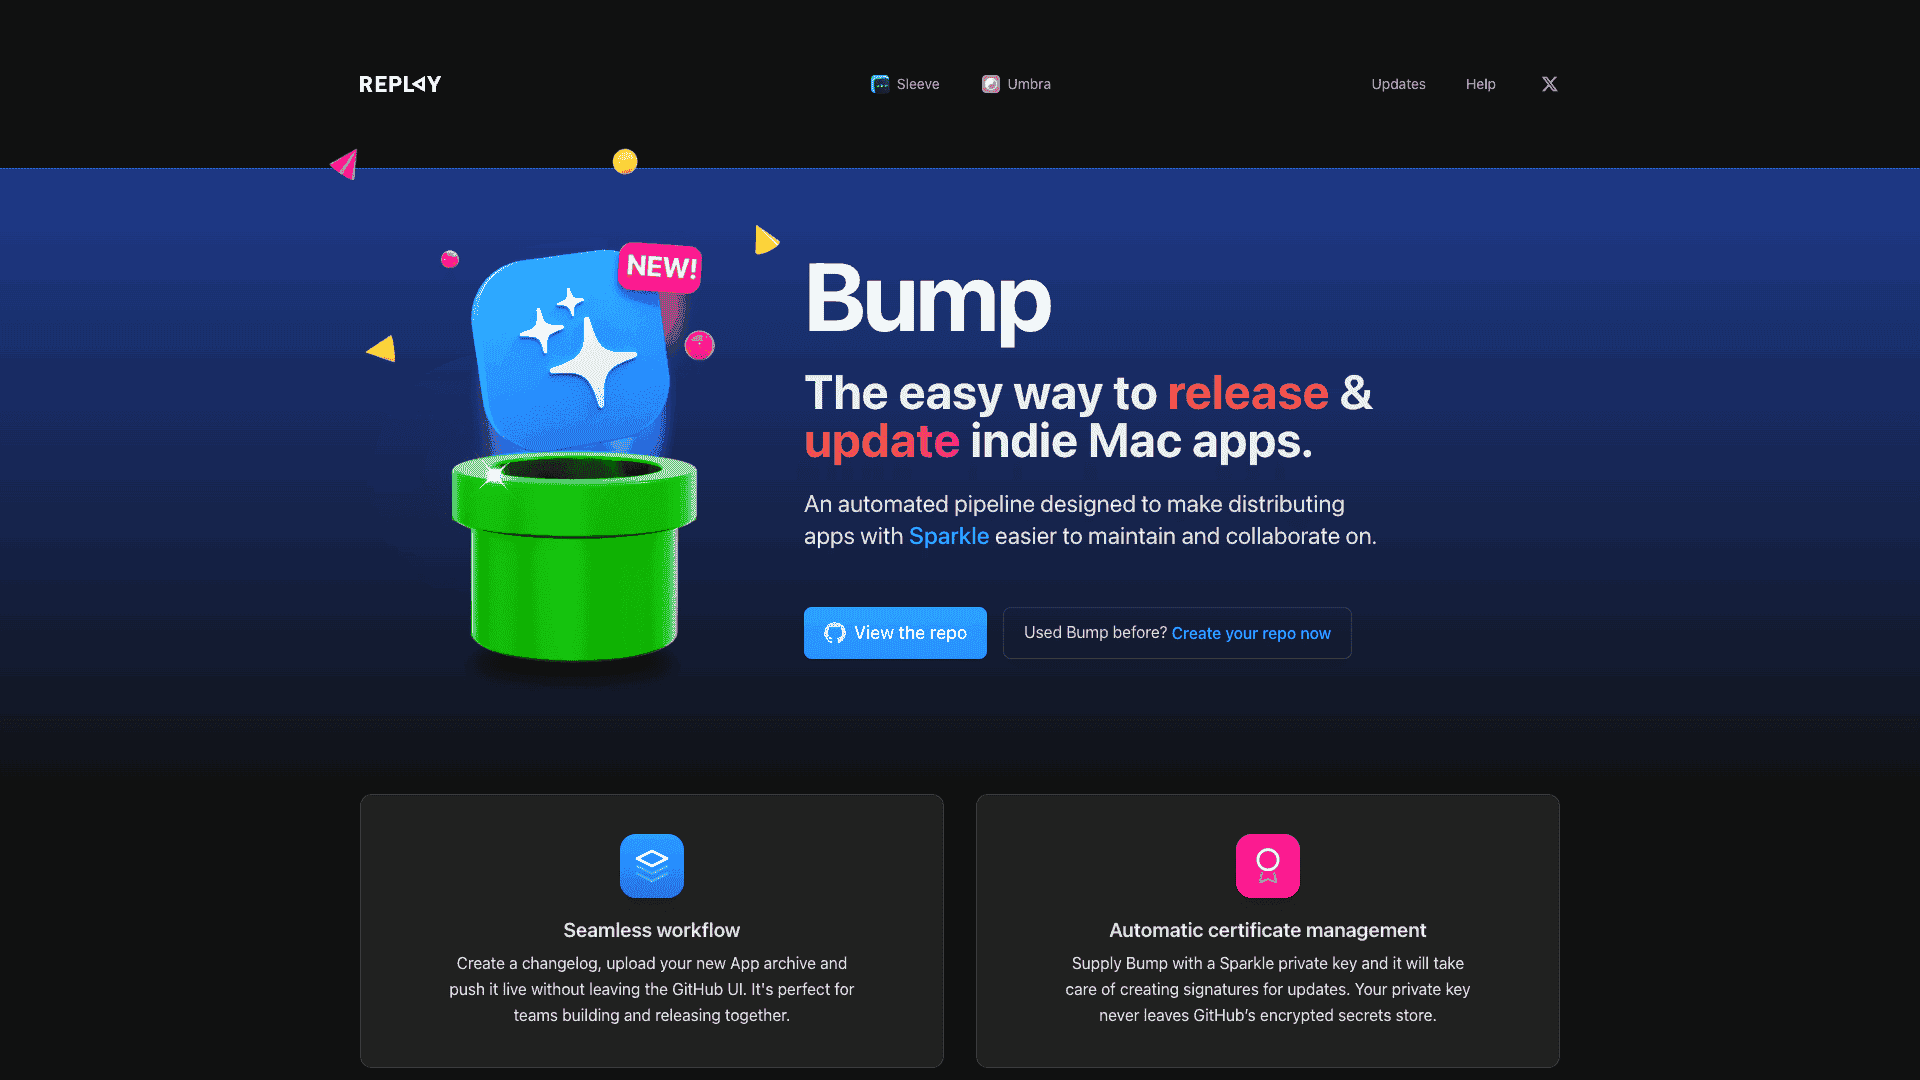 REPLAY
Sleeve
Umbra
Updates
Help
NEW!
Bump
The easy way to release &
update indie Mac apps.
An automated pipeline designed to make distributing
apps with Sparkle easier to maintain and collaborate on.
View the repo
Used Bump before? Create your repo now
Seamless workflow
Create a changelog, upload your new App archive and
push it live without leaving the GitHub UI. It's perfect for
teams building and releasing together.
Automatic certificate management
Supply Bump with a Sparkle private key and it will take
care of creating signatures for updates. Your private key
never leaves GitHub’s encrypted secrets store.